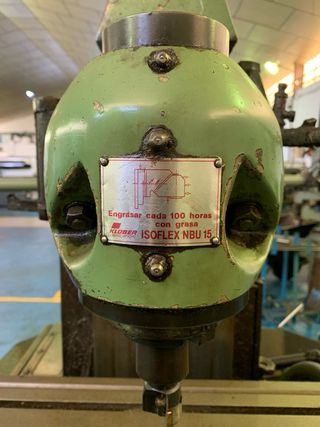 Engrasar cada 100 horas
con grasa
KLÜBER ISOFLEX NBU 15